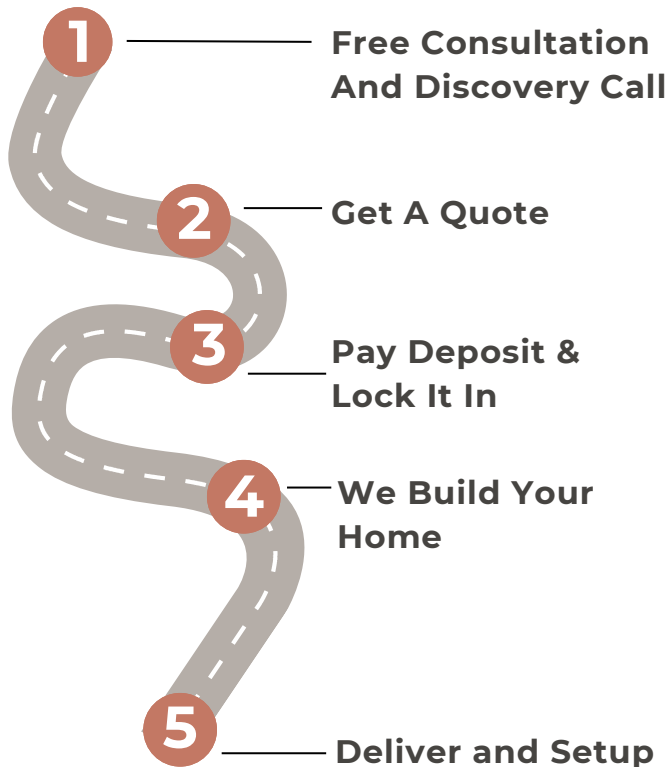 1
Free Consultation
And Discovery Call
2
Get A Quote
3
Pay Deposit &
Lock It In
4
We Build Your
Home
5
Deliver and Setup